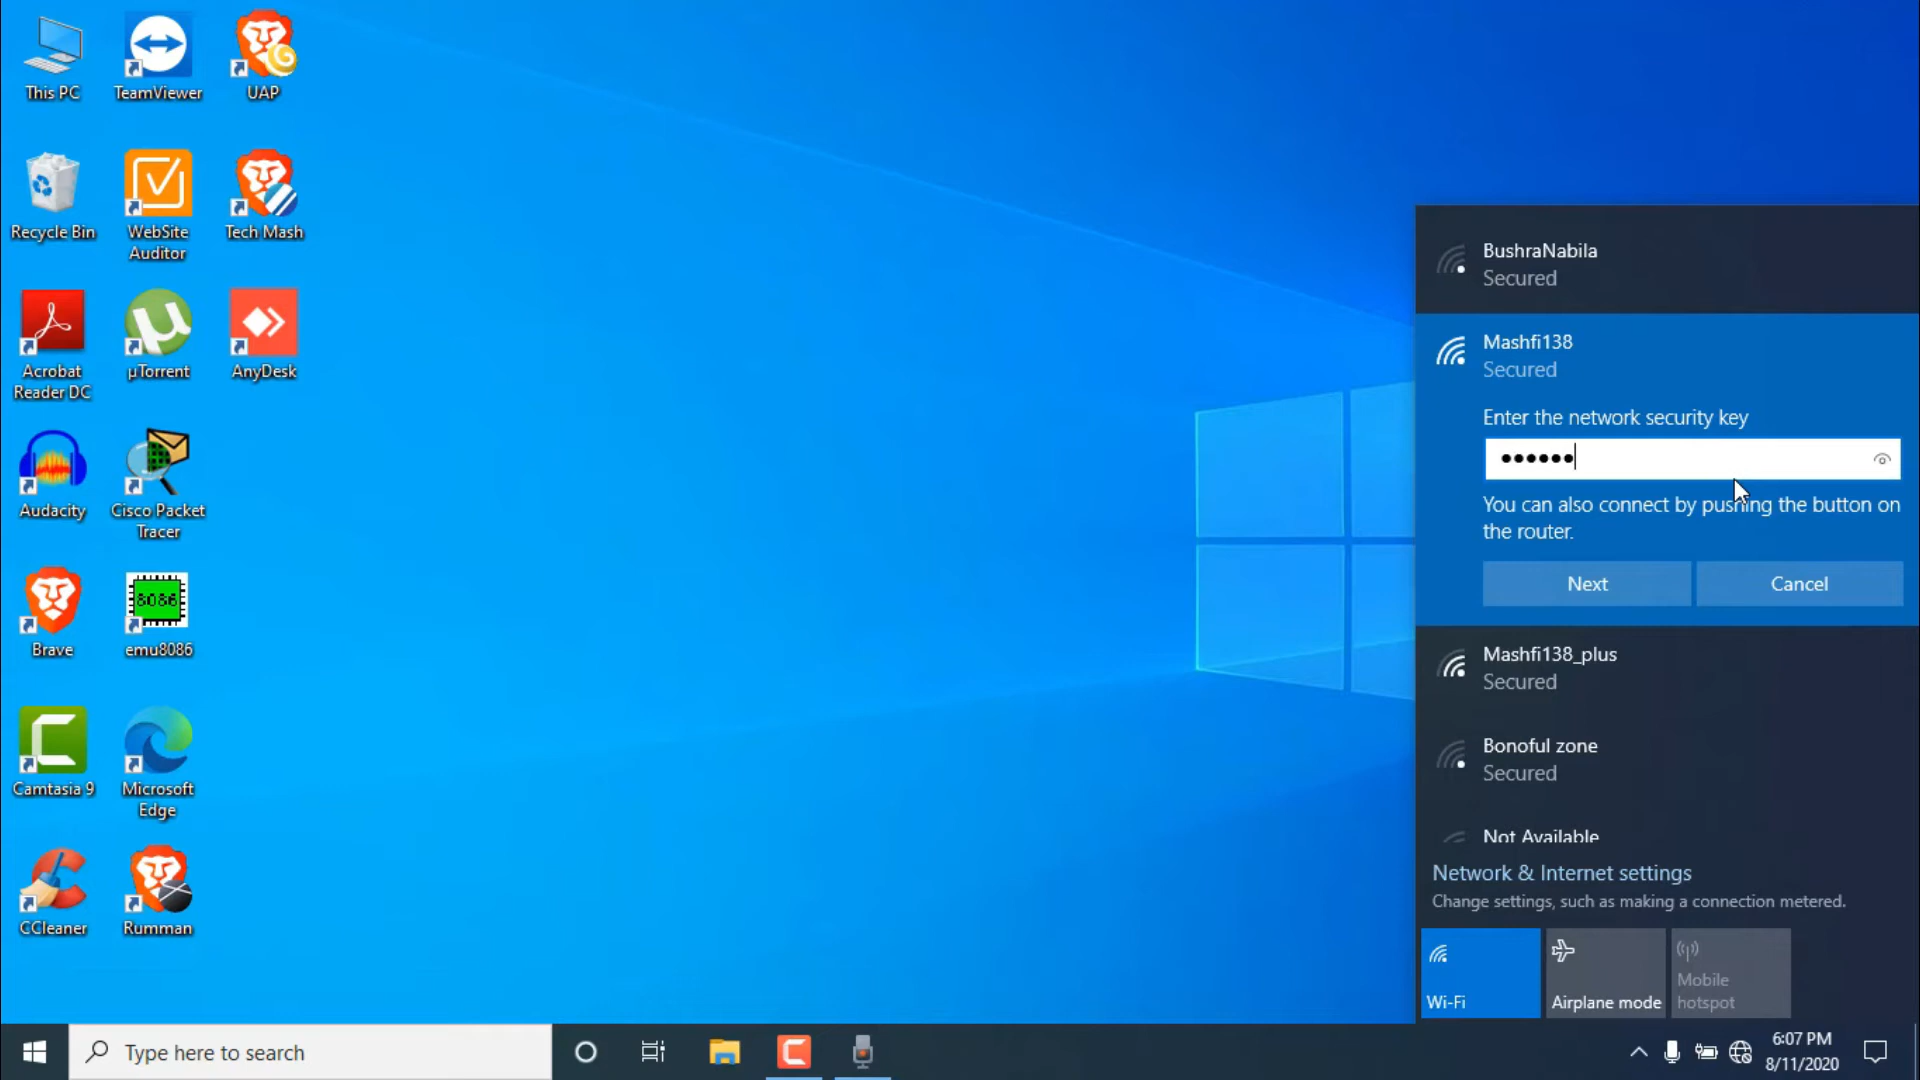 This PC
TeamViewer
UAP
Recycle Bin
WebSite
Auditor
Tech Mash
Acrobat
Reader DC
µTorrent
AnyDesk
Audacity
Cisco Packet
Tracer
Brave
8086
emu8086
Camtasia 9
Microsoft
Edge
CCleaner
Rumman
BushraNabila
Secured
Mashfi138
Secured
Enter the network security key
●●●●●●
You can also connect by pushing the button on
the router.
Next
Cancel
Mashfi138_plus
Secured
Bonoful zone
Secured
Not Available
Network & Internet settings
Change settings, such as making a connection metered.
Wi-Fi
Airplane mode
Mobile
hotspot
Type here to search
6:07 PM
8/11/2020